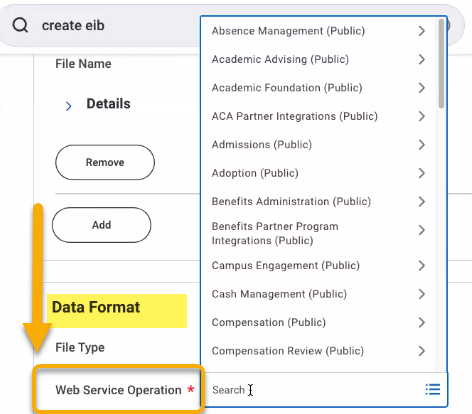 create eib
File Name
Details
Remove
Add
Data Format
File Type
Web Service Operation *
Absence Management (Public)
Academic Advising (Public)
Academic Foundation (Public)
ACA Partner Integrations (Public)
Admissions (Public)
Adoption (Public)
Benefits Administration (Public)
Benefits Partner Program
Integrations (Public)
Campus Engagement (Public)
Cash Management (Public)
Compensation (Public)
Compensation Review (Public)
Search